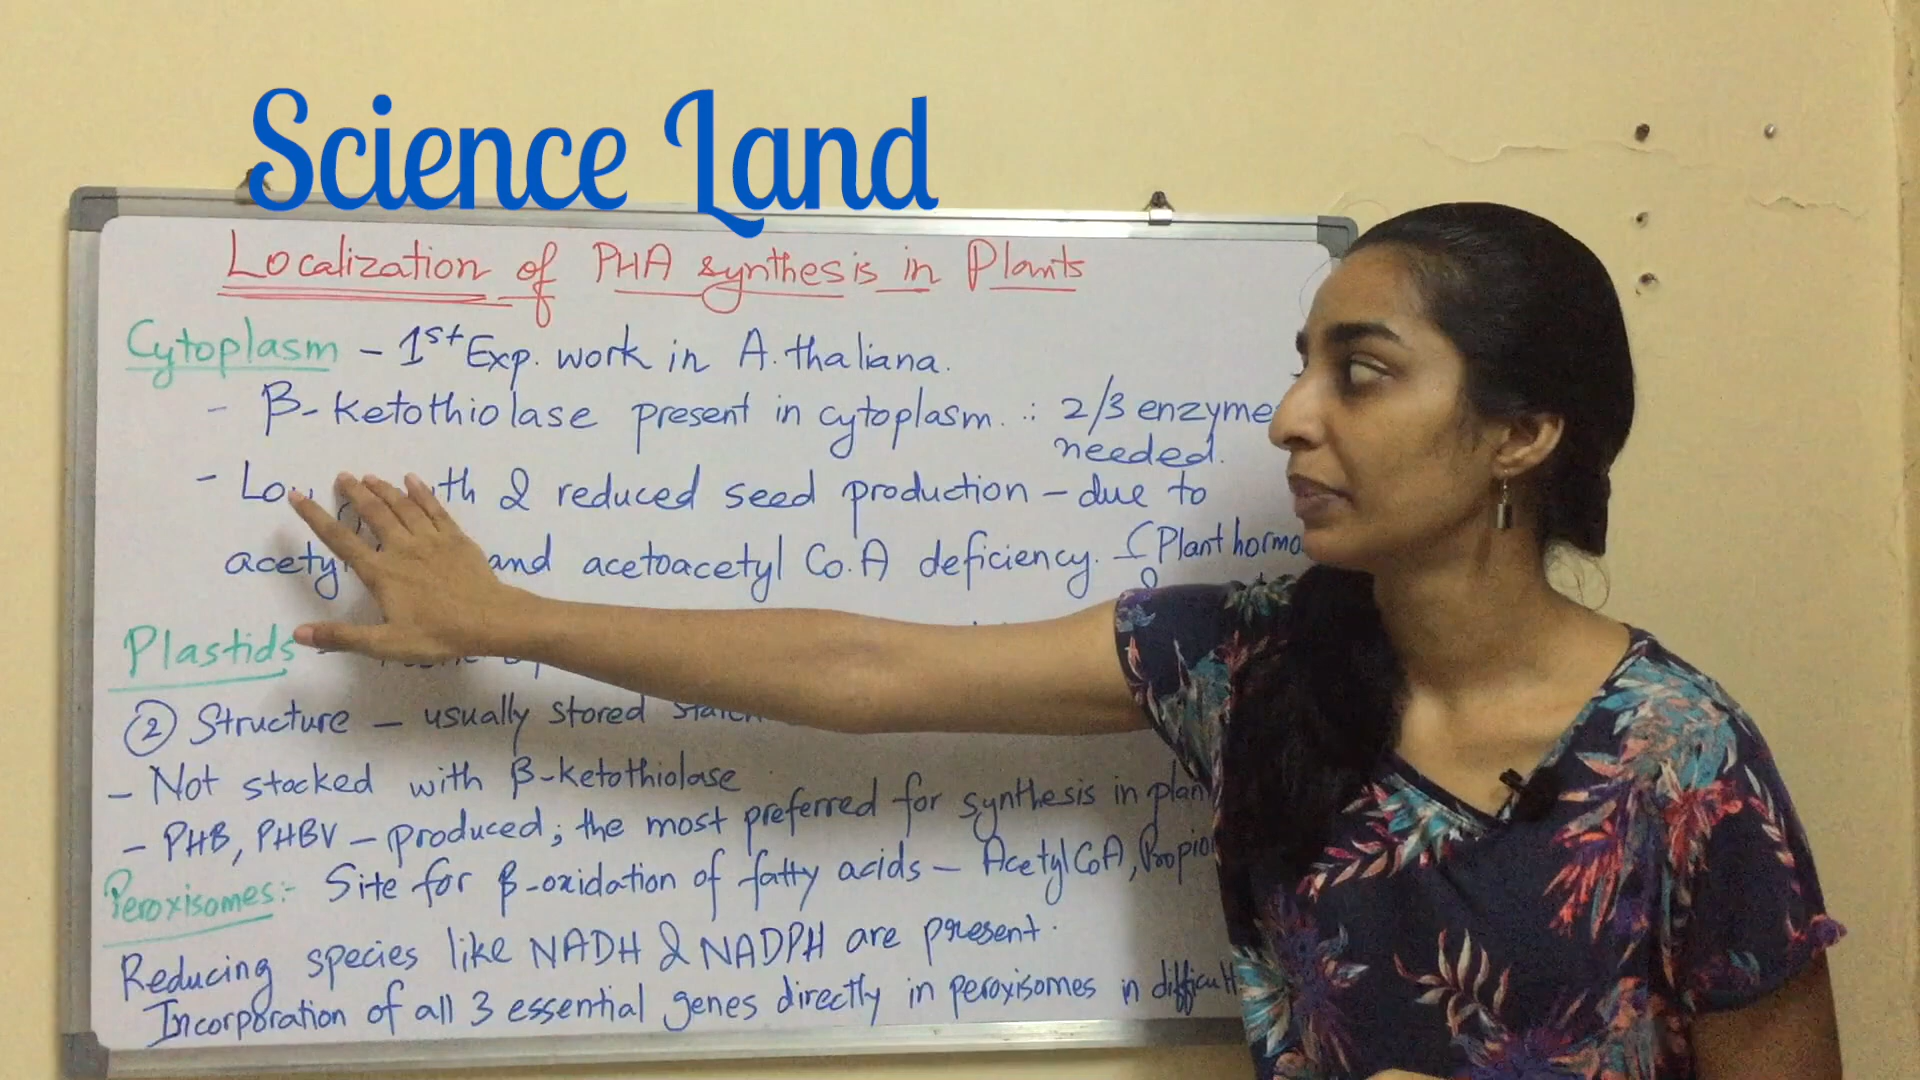 Science Land
Localization of PHA synthesis in Plants
Cytoplasm - 1st Exp. work in A. thaliana.
- β-ketothiolase present in cytoplasm. ∴ 2/3 enzyme
needed.
- & reduced seed production - due to
and acetoacetyl Co.A deficiency. [Plant hormo
Plastids -
② Structure - usually stored
- Not stocked with β-ketothiolase
- PHB, PHBV - produced; the most preferred for synthesis in plan
Peroxisomes:- Site for β-oxidation of fatty acids - Acetyl CoA, Propio
Reducing species like NADH & NADPH are present.
Incorporation of all 3 essential genes directly in peroxisomes in difficult